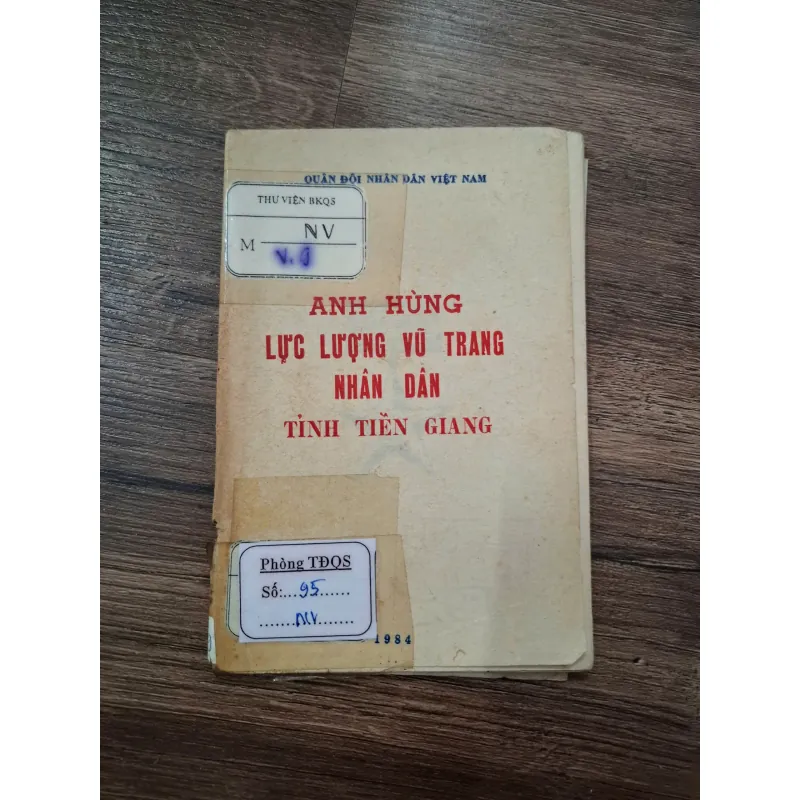 QUÂN ĐỘI NHÂN DÂN VIỆT NAM
THƯ VIỆN BKQS
NV
M
V.J
ANH HÙNG
LỰC LƯỢNG VŨ TRANG
NHÂN DÂN
TỈNH TIỀN GIANG
Phòng TĐQS
Số:...95......
.......NV.......
1984